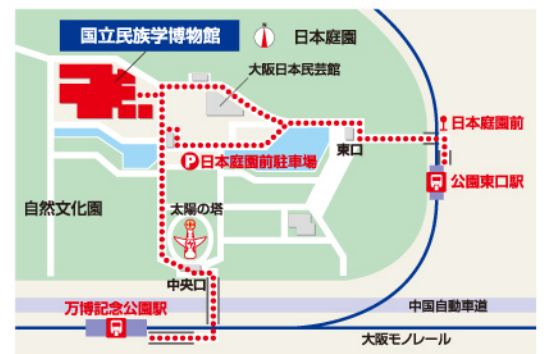 国立民族学博物館
日本庭園
大阪日本民芸館
日本庭園前
P日本庭園前駐車場
東口
公園東口駅
自然文化園
太陽の塔
中央口
万博記念公園駅
中国自動車道
大阪モノレール